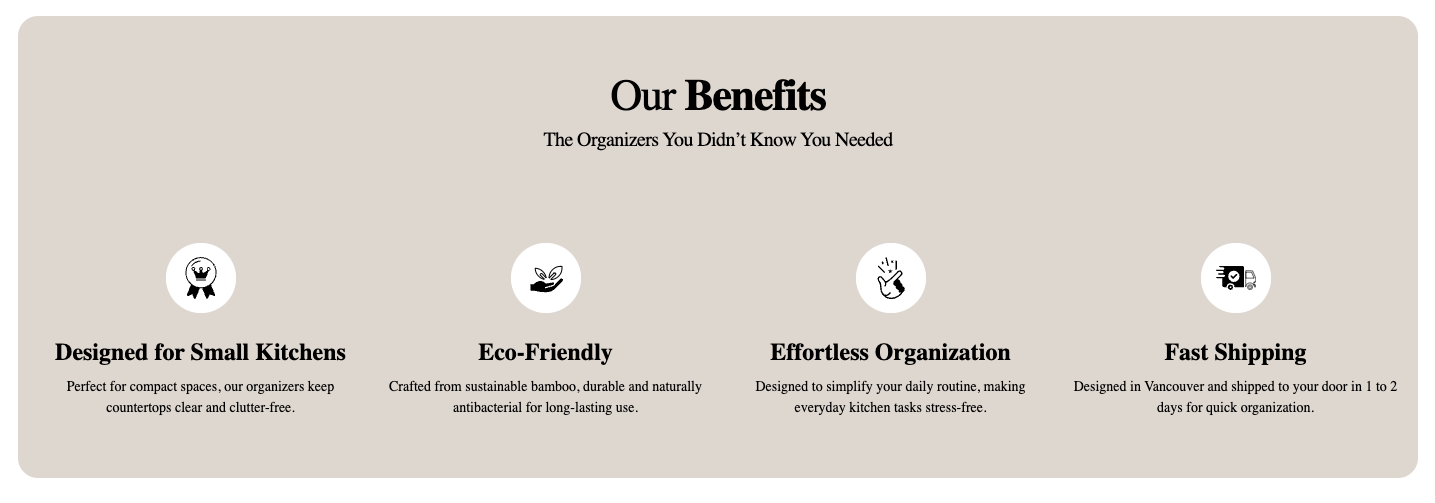 Our Benefits
The Organizers You Didn’t Know You Needed
Designed for Small Kitchens
Perfect for compact spaces, our organizers keep
countertops clear and clutter-free.
Eco-Friendly
Crafted from sustainable bamboo, durable and naturally
antibacterial for long-lasting use.
Effortless Organization
Designed to simplify your daily routine, making
everyday kitchen tasks stress-free.
Fast Shipping
Designed in Vancouver and shipped to your door in 1 to 2
days for quick organization.